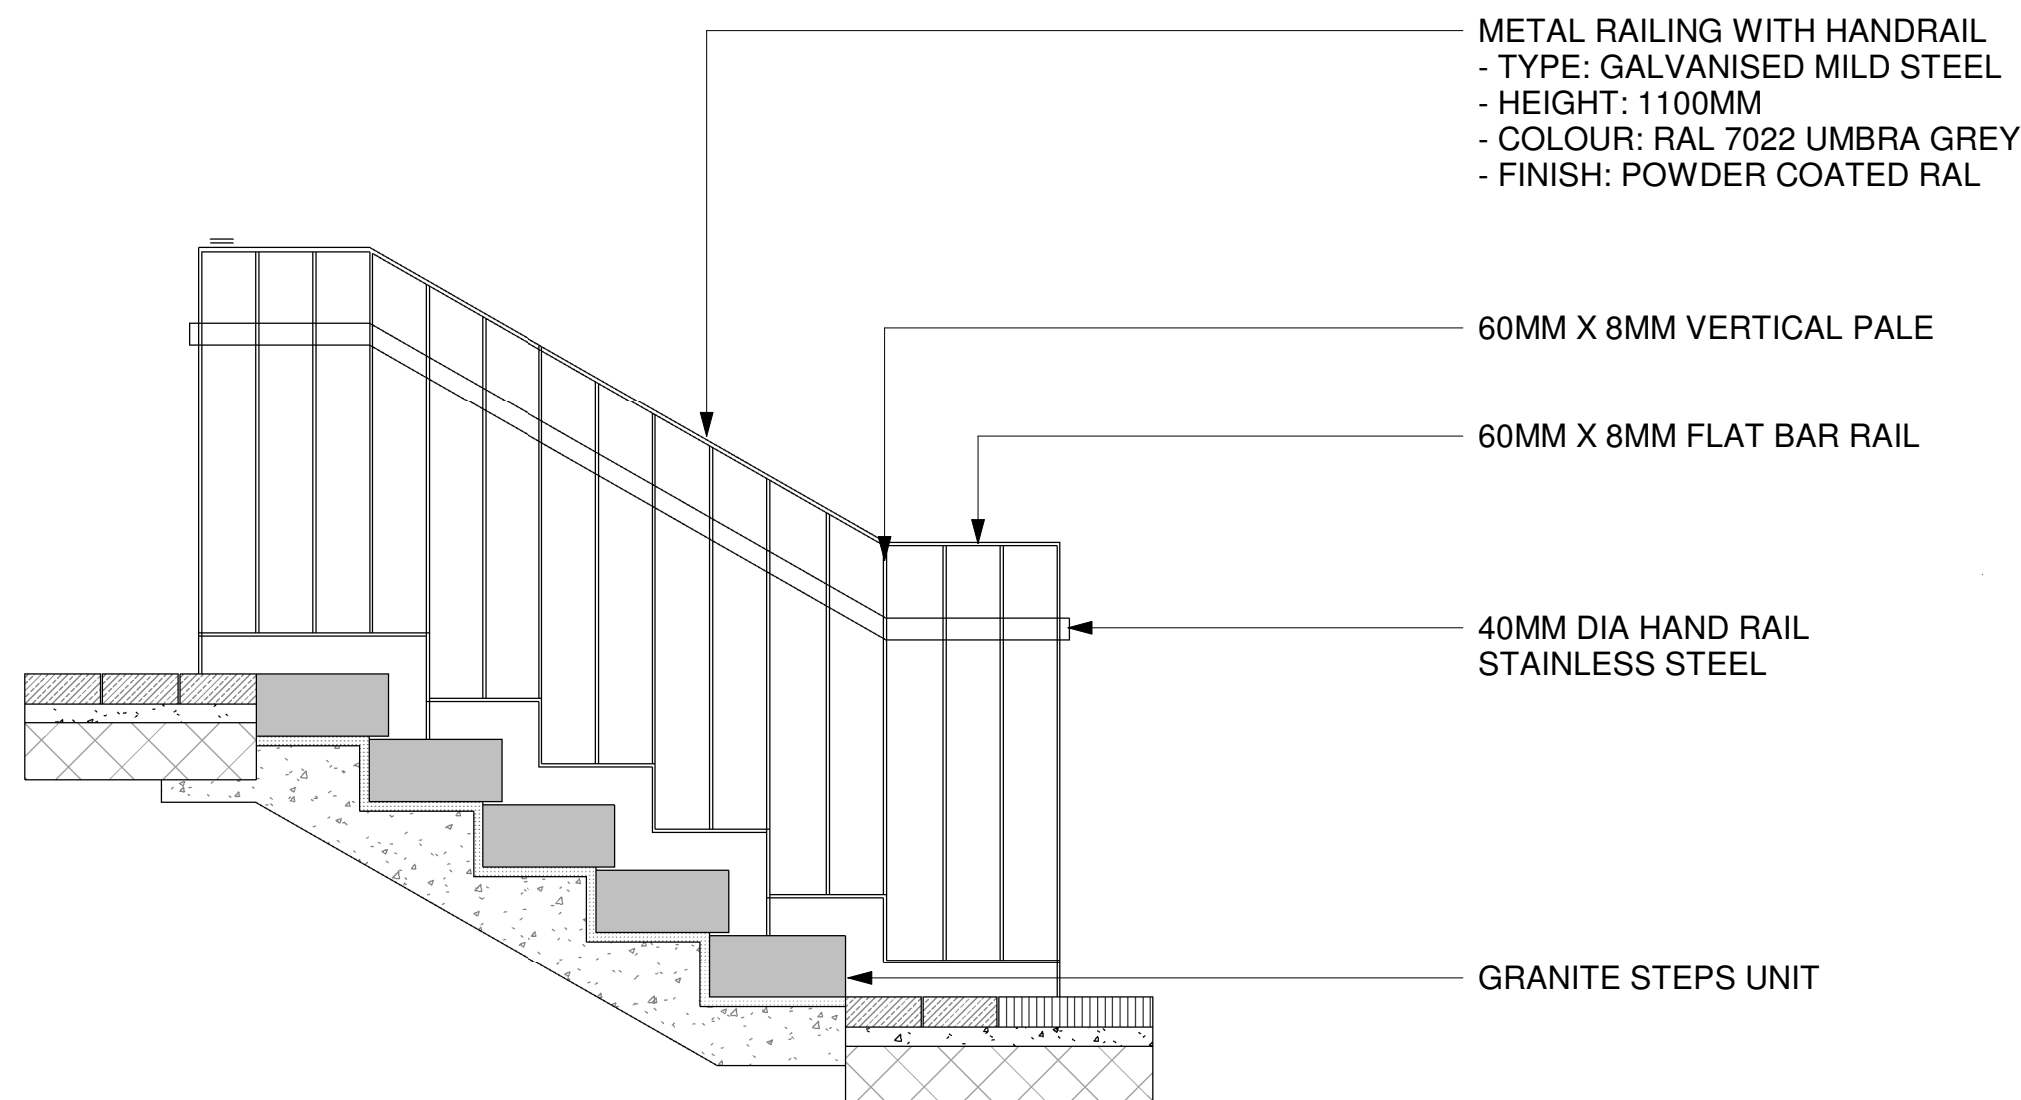 METAL RAILING WITH HANDRAIL
- TYPE: GALVANISED MILD STEEL
- HEIGHT: 1100MM
- COLOUR: RAL 7022 UMBRA GREY
- FINISH: POWDER COATED RAL
60MM X 8MM VERTICAL PALE
60MM X 8MM FLAT BAR RAIL
40MM DIA HAND RAIL
STAINLESS STEEL
GRANITE STEPS UNIT